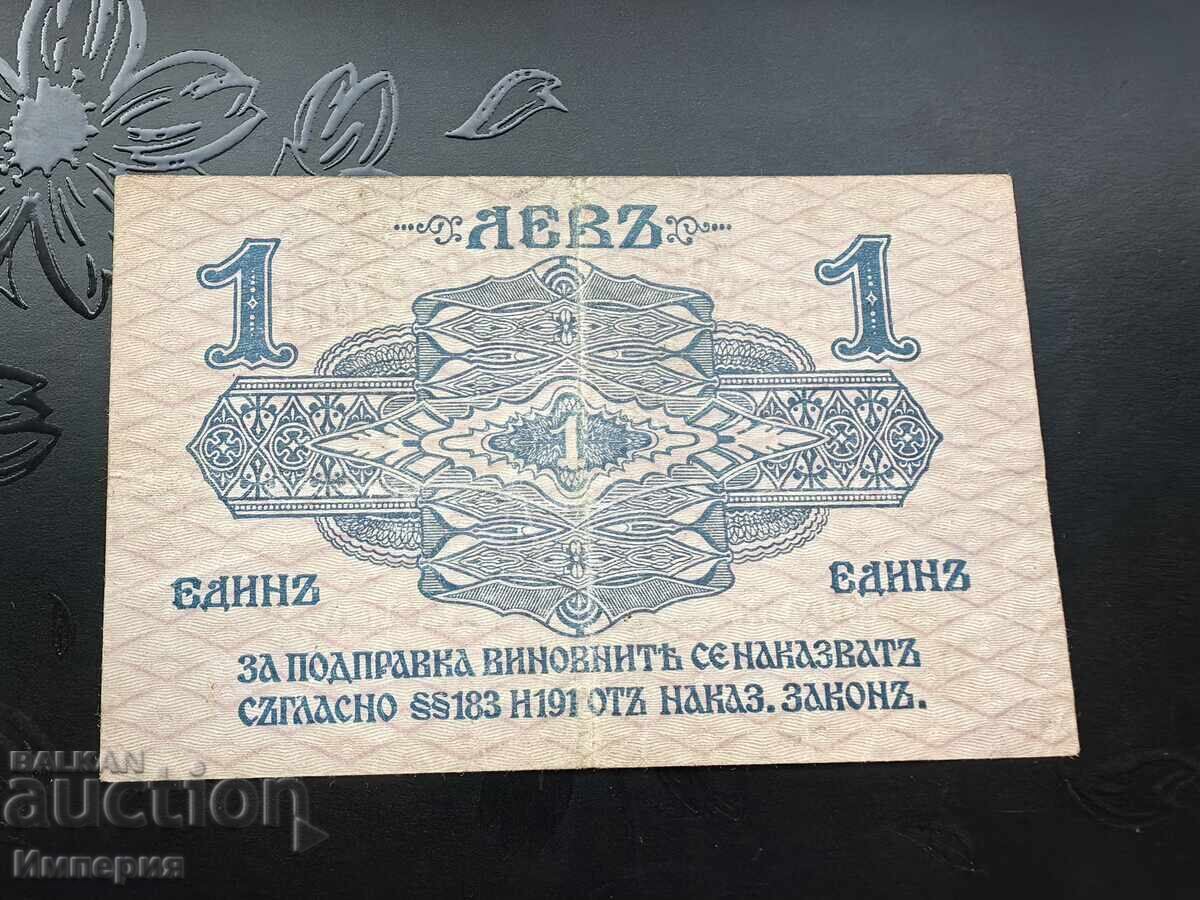 ЛЕВЪ
1 1
1
ЕДИНЪ ЕДИНЪ
ЗА ПОДПРАВКА ВИНОВНИТѢ СЕ НАКАЗВАТЪ
СЪГЛАСНО §§183 И 191 ОТЪ НАКАЗ. ЗАКОНЪ.
BALKAN
auction
Империя